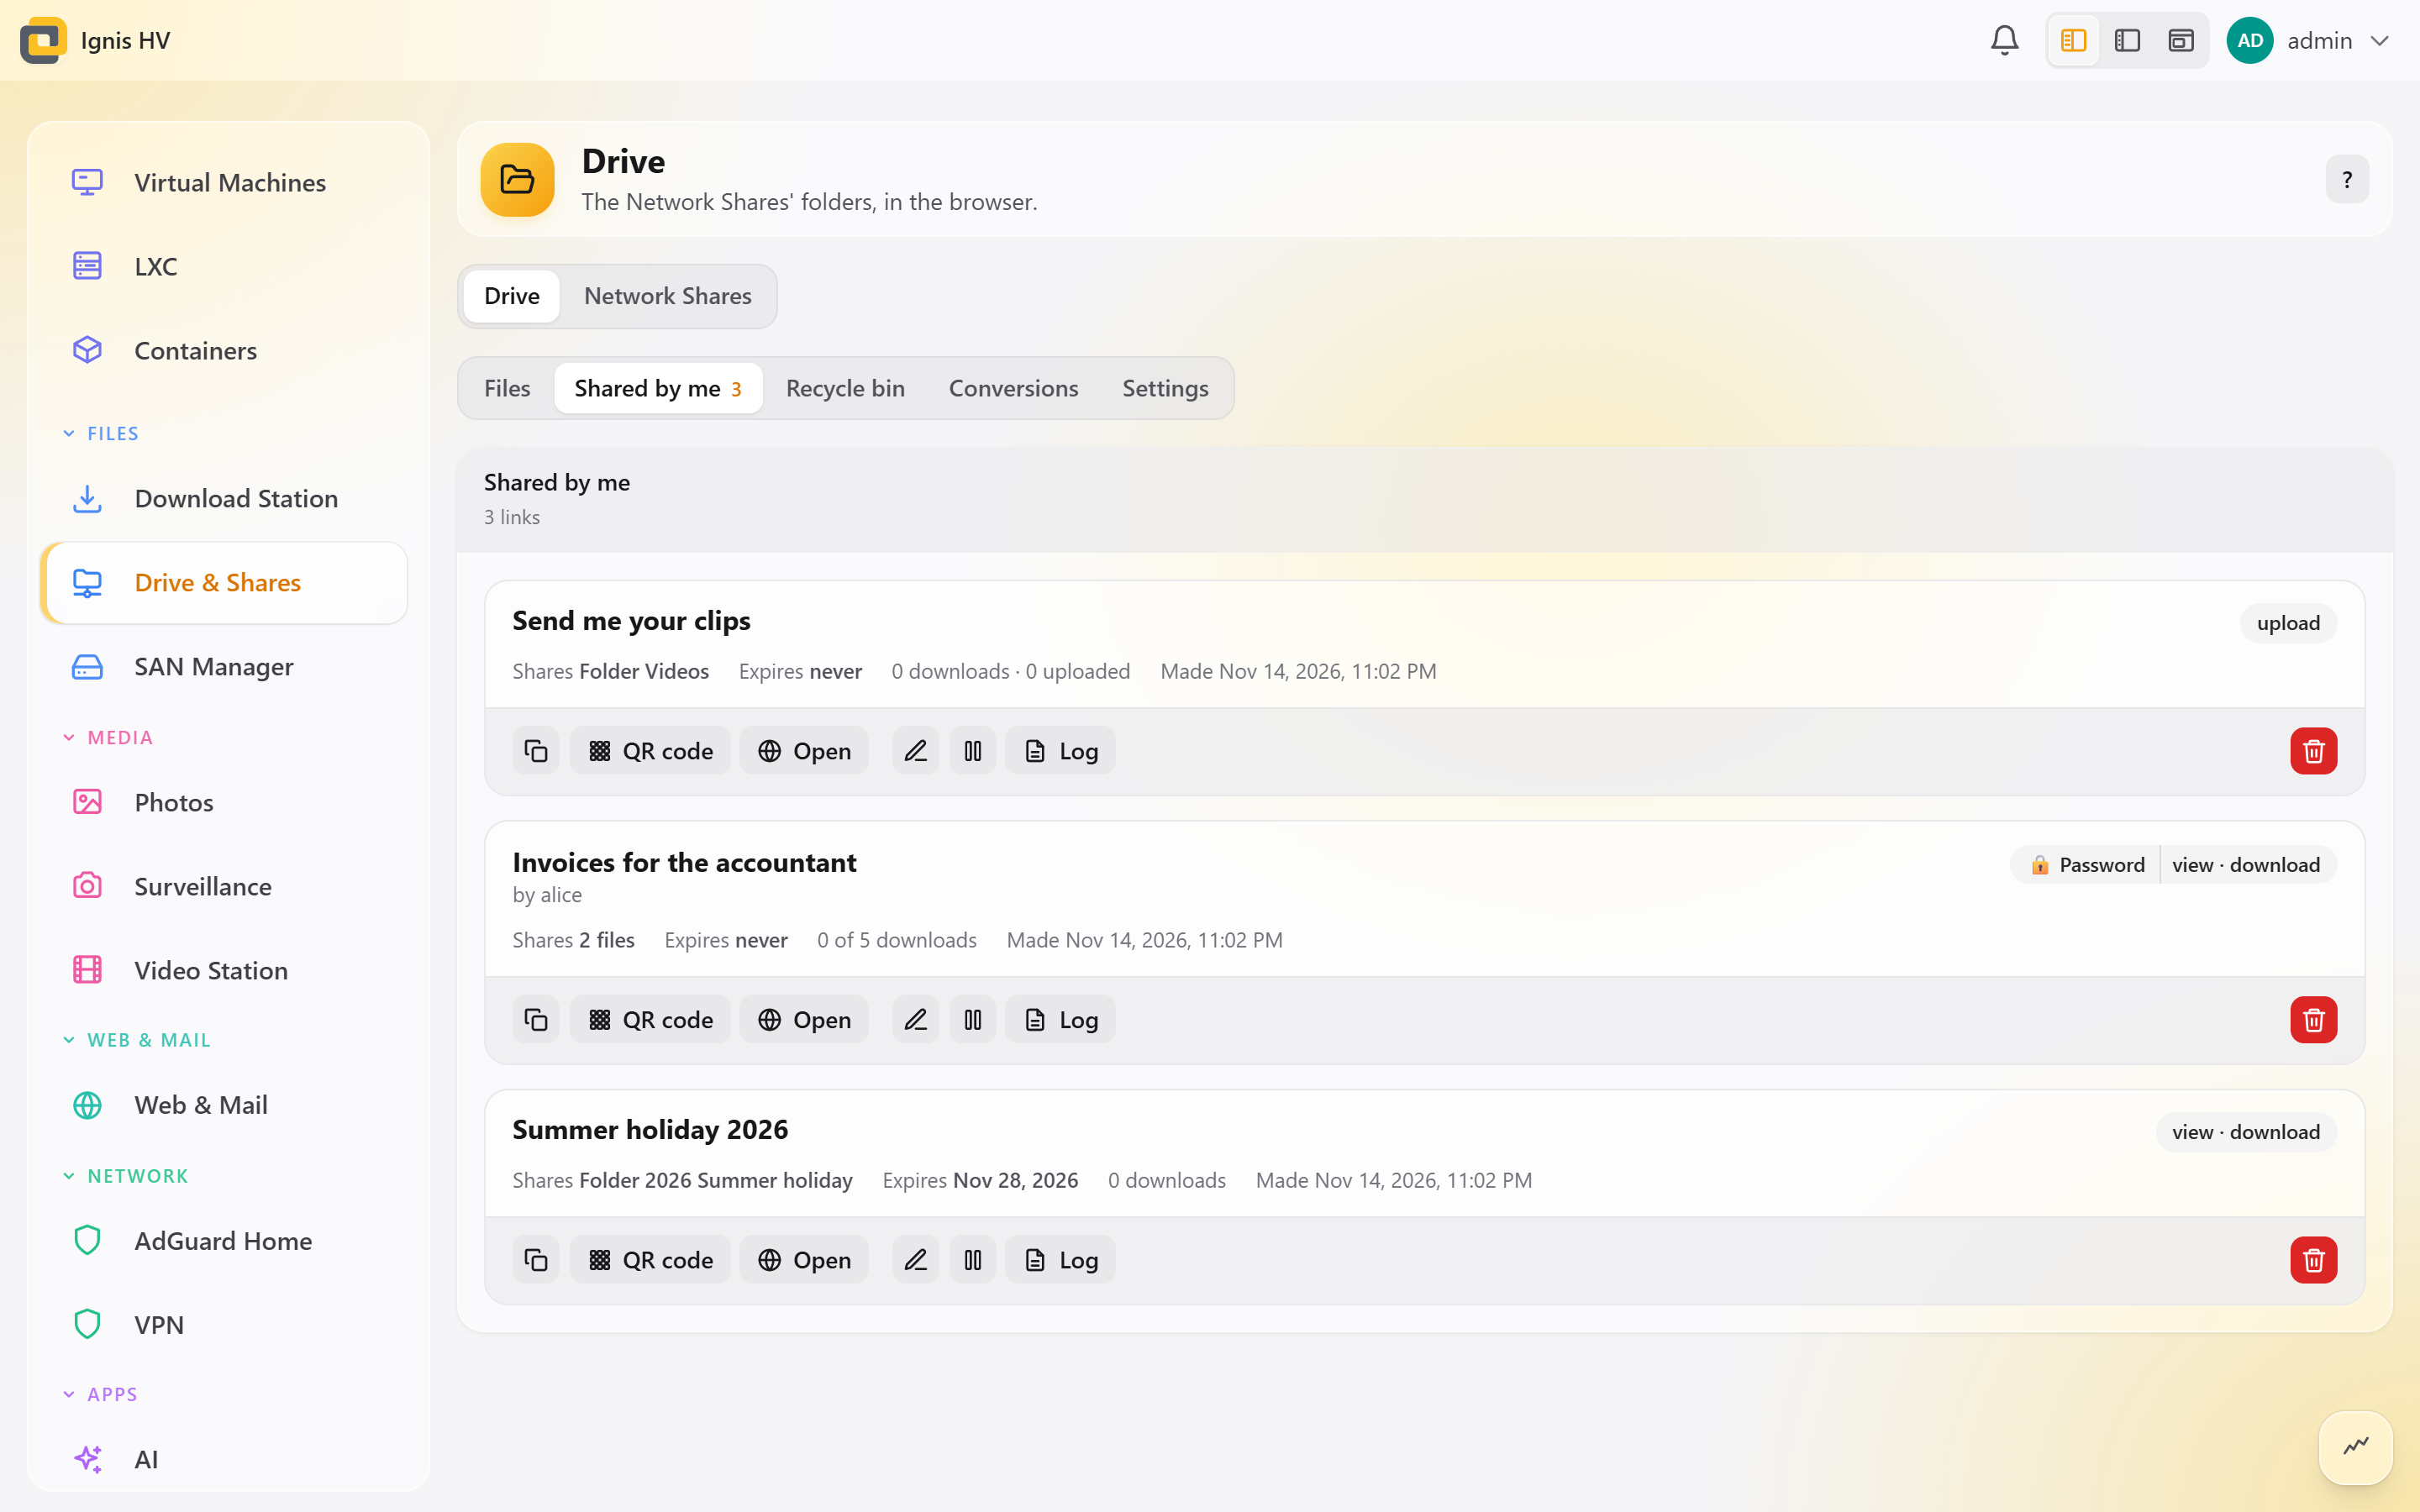 Ignis HV
AD admin
Virtual Machines
LXC
Containers
FILES
Download Station
Drive & Shares
SAN Manager
MEDIA
Photos
Surveillance
Video Station
WEB & MAIL
Web & Mail
NETWORK
AdGuard Home
VPN
APPS
AI
Drive
The Network Shares' folders, in the browser.
?
Drive Network Shares
Files Shared by me 3 Recycle bin Conversions Settings
Shared by me
3 links
Send me your clips
upload
Shares Folder Videos Expires never 0 downloads · 0 uploaded Made Nov 14, 2026, 11:02 PM
QR code Open Log
Invoices for the accountant
Password view · download
by alice
Shares 2 files Expires never 0 of 5 downloads Made Nov 14, 2026, 11:02 PM
QR code Open Log
Summer holiday 2026
view · download
Shares Folder 2026 Summer holiday Expires Nov 28, 2026 0 downloads Made Nov 14, 2026, 11:02 PM
QR code Open Log